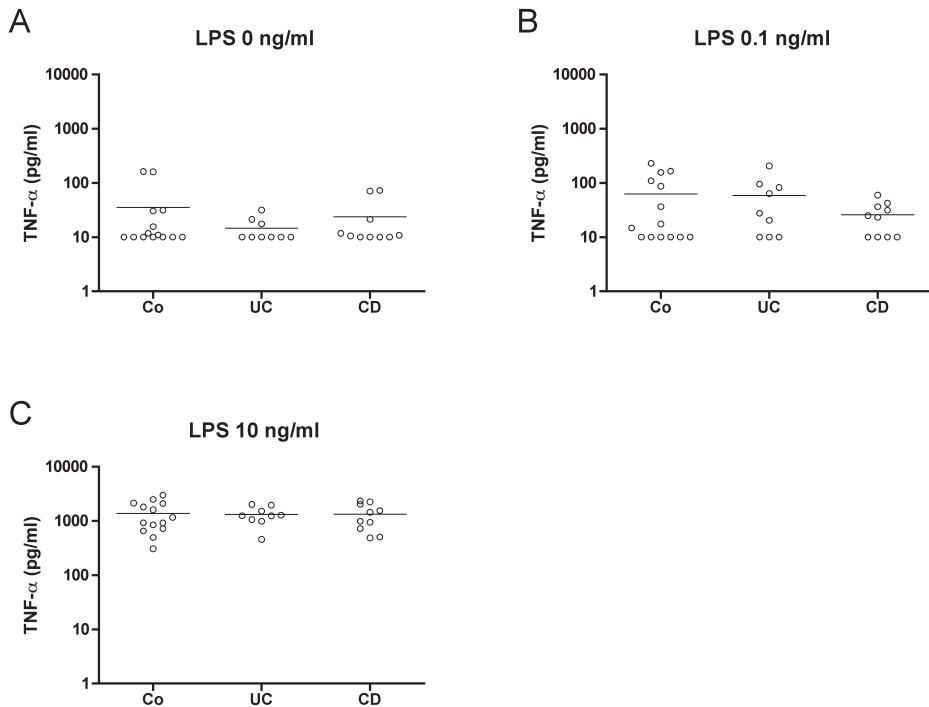 A
LPS 0 ng/ml
TNF-α (pg/ml)
10000
1000
100
10
1
Co UC CD
B
LPS 0.1 ng/ml
TNF-α (pg/ml)
10000
1000
100
10
1
Co UC CD
C
LPS 10 ng/ml
TNF-α (pg/ml)
10000
1000
100
10
1
Co UC CD